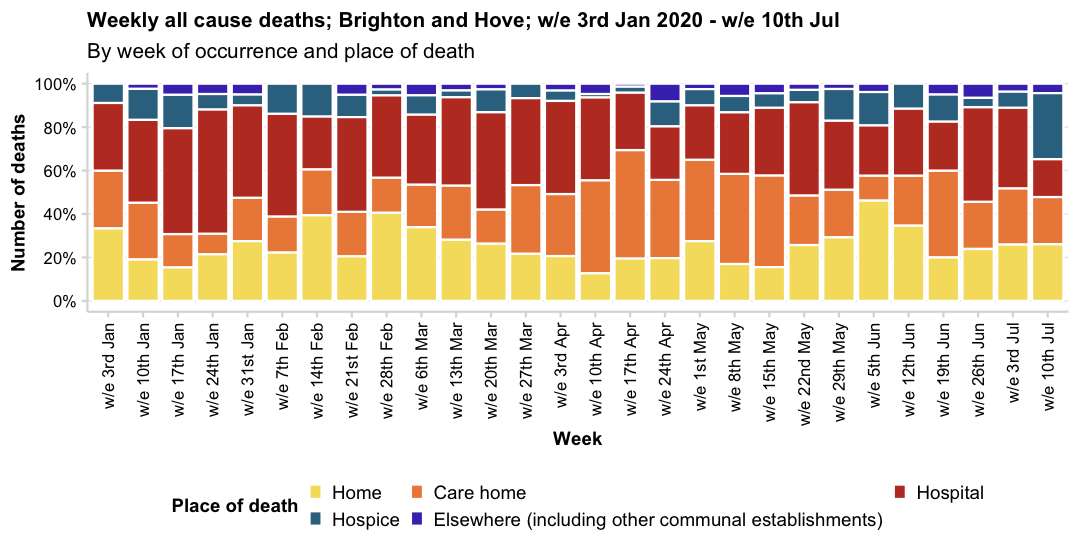 Weekly all cause deaths; Brighton and Hove; w/e 3rd Jan 2020 - w/e 10th Jul
By week of occurrence and place of death
Number of deaths
100%
80%
60%
40%
20%
0%
w/e 3rd Jan
w/e 10th Jan
w/e 17th Jan
w/e 24th Jan
w/e 31st Jan
w/e 7th Feb
w/e 14th Feb
w/e 21st Feb
w/e 28th Feb
w/e 6th Mar
w/e 13th Mar
w/e 20th Mar
w/e 27th Mar
w/e 3rd Apr
w/e 10th Apr
w/e 17th Apr
w/e 24th Apr
w/e 1st May
w/e 8th May
w/e 15th May
w/e 22nd May
w/e 29th May
w/e 5th Jun
w/e 12th Jun
w/e 19th Jun
w/e 26th Jun
w/e 3rd Jul
w/e 10th Jul
Week
Place of death
Home
Care home
Hospital
Hospice
Elsewhere (including other communal establishments)